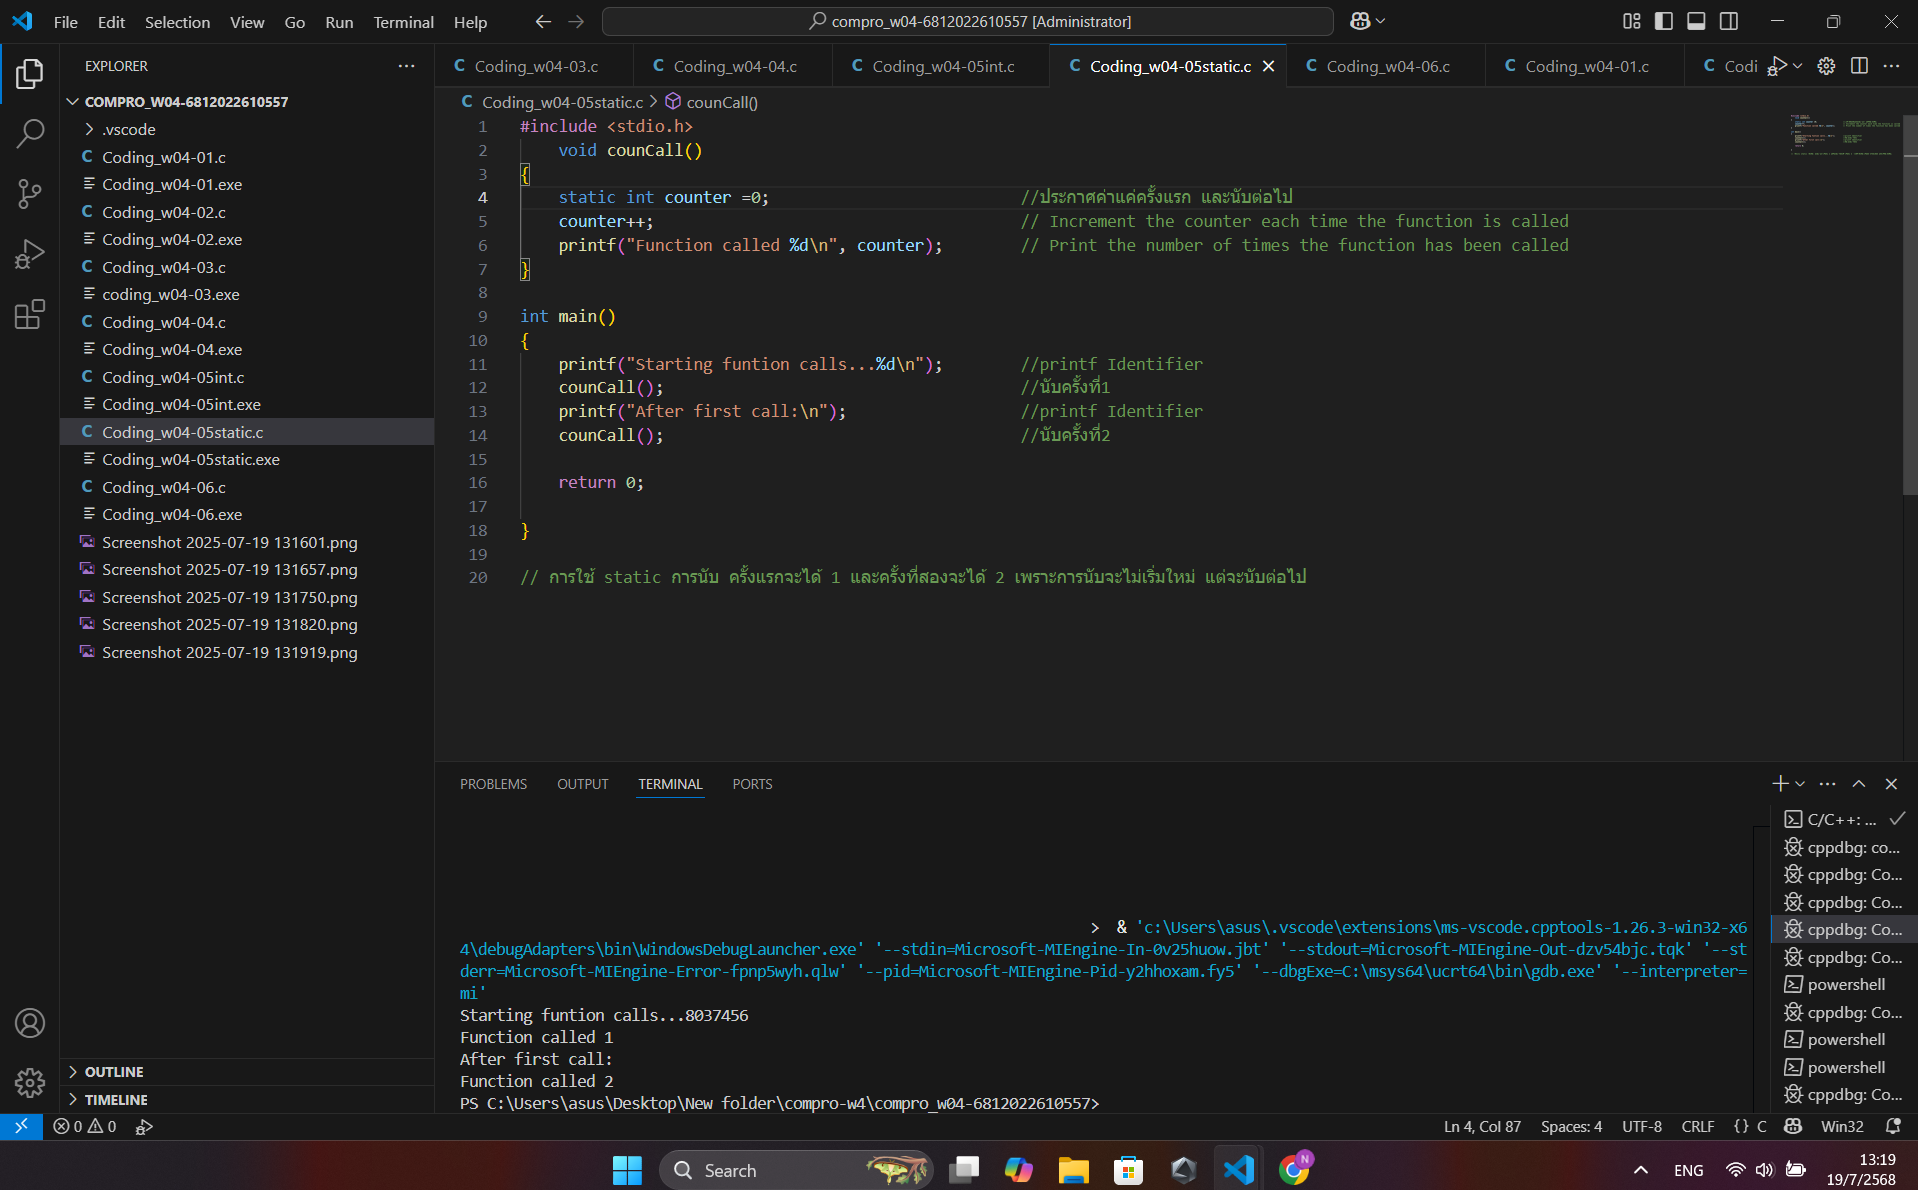 File Edit Selection View Go Run Terminal Help
compro_w04-6812022610557 [Administrator]
EXPLORER
COMPRO_W04-6812022610557
.vscode
Coding_w04-01.c
Coding_w04-01.exe
Coding_w04-02.c
Coding_w04-02.exe
Coding_w04-03.c
coding_w04-03.exe
Coding_w04-04.c
Coding_w04-04.exe
Coding_w04-05int.c
Coding_w04-05int.exe
Coding_w04-05static.c
Coding_w04-05static.exe
Coding_w04-06.c
Coding_w04-06.exe
Screenshot 2025-07-19 131601.png
Screenshot 2025-07-19 131657.png
Screenshot 2025-07-19 131750.png
Screenshot 2025-07-19 131820.png
Screenshot 2025-07-19 131919.png
OUTLINE
TIMELINE
C Coding_w04-03.c C Coding_w04-04.c C Coding_w04-05int.c C Coding_w04-05static.c C Coding_w04-06.c C Coding_w04-01.c C Codi
C Coding_w04-05static.c > counCall()
1 #include <stdio.h>
2 void counCall()
3 {
4 static int counter =0; //ประกาศค่าแค่ครั้งแรก และนับต่อไป
5 counter++; // Increment the counter each time the function is called
6 printf("Function called %d\n", counter); // Print the number of times the function has been called
7 }
8
9 int main()
10 {
11 printf("Starting funtion calls...%d\n"); //printf Identifier
12 counCall(); //นับครั้งที่1
13 printf("After first call:\n"); //printf Identifier
14 counCall(); //นับครั้งที่2
15
16 return 0;
17
18 }
19
20 // การใช้ static การนับ ครั้งแรกจะได้ 1 และครั้งที่สองจะได้ 2 เพราะการนับจะไม่เริ่มใหม่ แต่จะนับต่อไป
PROBLEMS OUTPUT TERMINAL PORTS
> & 'c:\Users\asus\.vscode\extensions\ms-vscode.cpptools-1.26.3-win32-x6
4\debugAdapters\bin\WindowsDebugLauncher.exe' '--stdin=Microsoft-MIEngine-In-0v25huow.jbt' '--stdout=Microsoft-MIEngine-Out-dzv54bjc.tqk' '--st
derr=Microsoft-MIEngine-Error-fpnp5wyh.qlw' '--pid=Microsoft-MIEngine-Pid-y2hhoxam.fy5' '--dbgExe=C:\msys64\ucrt64\bin\gdb.exe' '--interpreter=
mi'
Starting funtion calls...8037456
Function called 1
After first call:
Function called 2
PS C:\Users\asus\Desktop\New folder\compro-w4\compro_w04-6812022610557>
C/C++: ...
cppdbg: co...
cppdbg: Co...
cppdbg: Co...
cppdbg: Co...
cppdbg: Co...
powershell
cppdbg: Co...
powershell
powershell
cppdbg: Co...
0 0
Ln 4, Col 87 Spaces: 4 UTF-8 CRLF {} C Win32
Search
N
ENG
13:19
19/7/2568